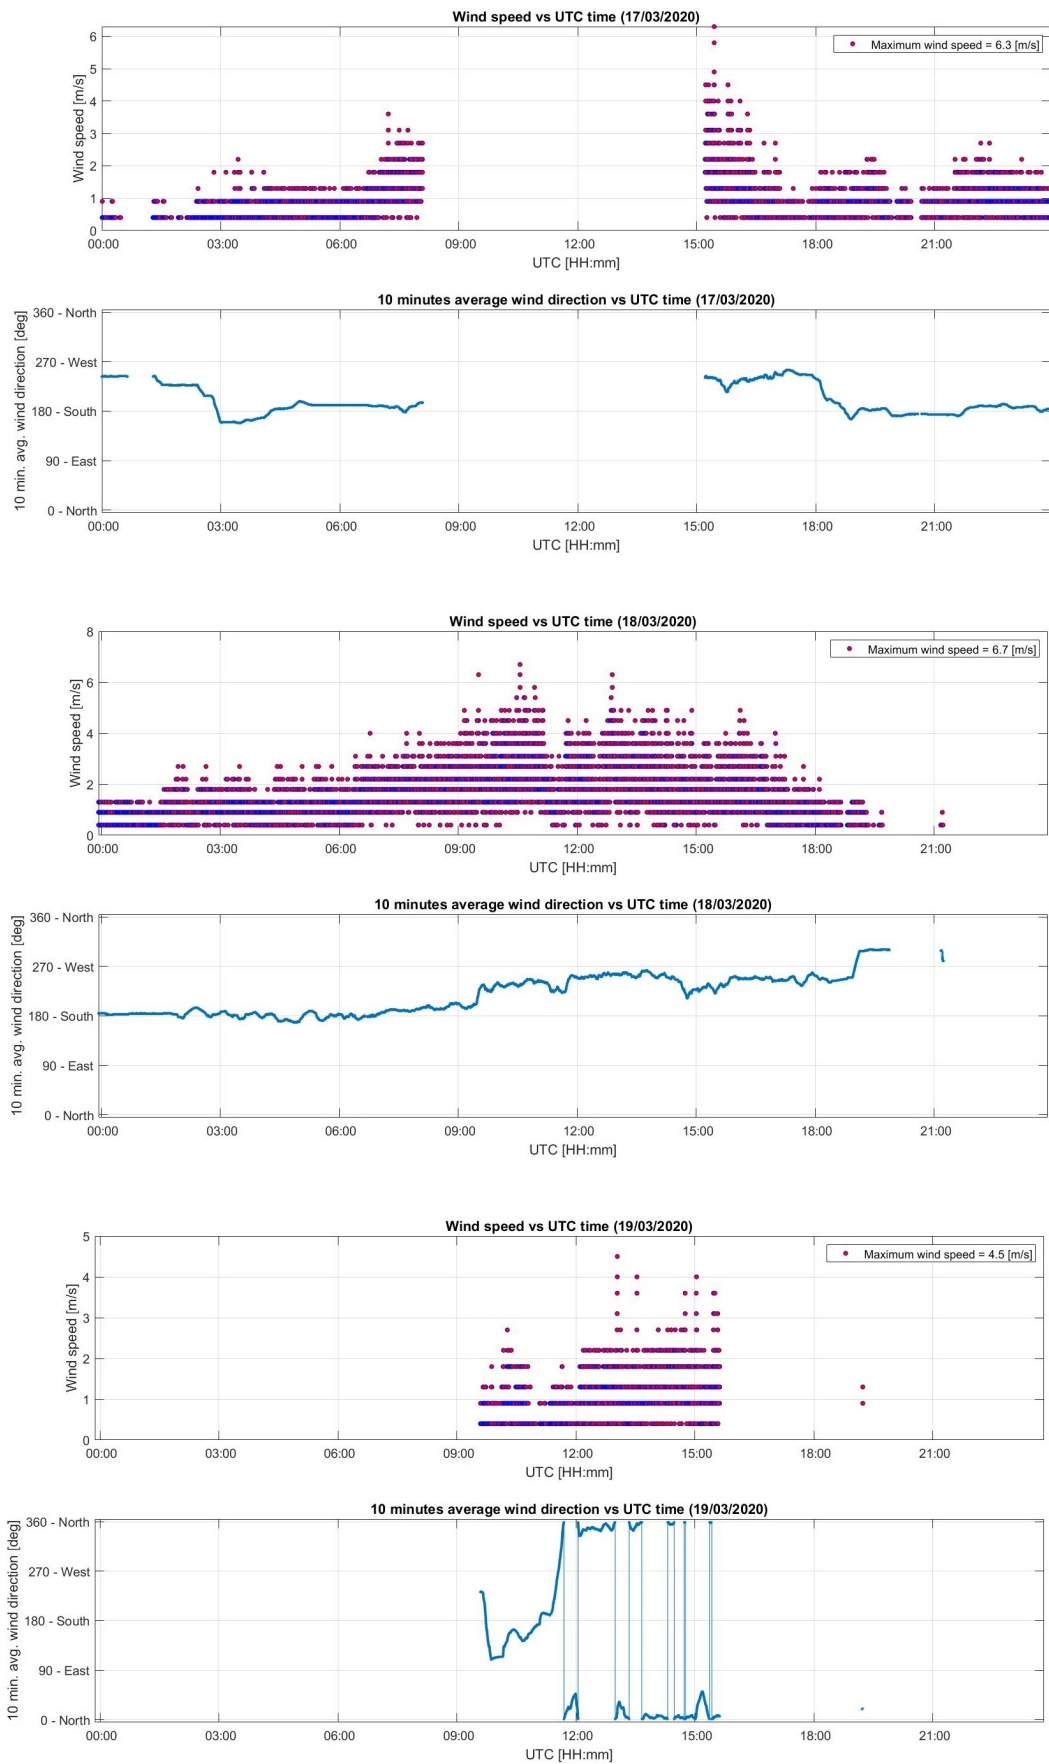 Wind speed vs UTC time (17/03/2020)
Maximum wind speed = 6.3 [m/s]
Wind speed [m/s]
6
5
4
3
2
1
0
00:00 03:00 06:00 09:00 12:00 15:00 18:00 21:00
UTC [HH:mm]
10 minutes average wind direction vs UTC time (17/03/2020)
10 min. avg. wind direction [deg]
360 - North
270 - West
180 - South
90 - East
0 - North
00:00 03:00 06:00 09:00 12:00 15:00 18:00 21:00
UTC [HH:mm]
Wind speed vs UTC time (18/03/2020)
Maximum wind speed = 6.7 [m/s]
Wind speed [m/s]
8
6
4
2
0
00:00 03:00 06:00 09:00 12:00 15:00 18:00 21:00
UTC [HH:mm]
10 minutes average wind direction vs UTC time (18/03/2020)
10 min. avg. wind direction [deg]
360 - North
270 - West
180 - South
90 - East
0 - North
00:00 03:00 06:00 09:00 12:00 15:00 18:00 21:00
UTC [HH:mm]
Wind speed vs UTC time (19/03/2020)
Maximum wind speed = 4.5 [m/s]
Wind speed [m/s]
5
4
3
2
1
0
00:00 03:00 06:00 09:00 12:00 15:00 18:00 21:00
UTC [HH:mm]
10 minutes average wind direction vs UTC time (19/03/2020)
10 min. avg. wind direction [deg]
360 - North
270 - West
180 - South
90 - East
0 - North
00:00 03:00 06:00 09:00 12:00 15:00 18:00 21:00
UTC [HH:mm]